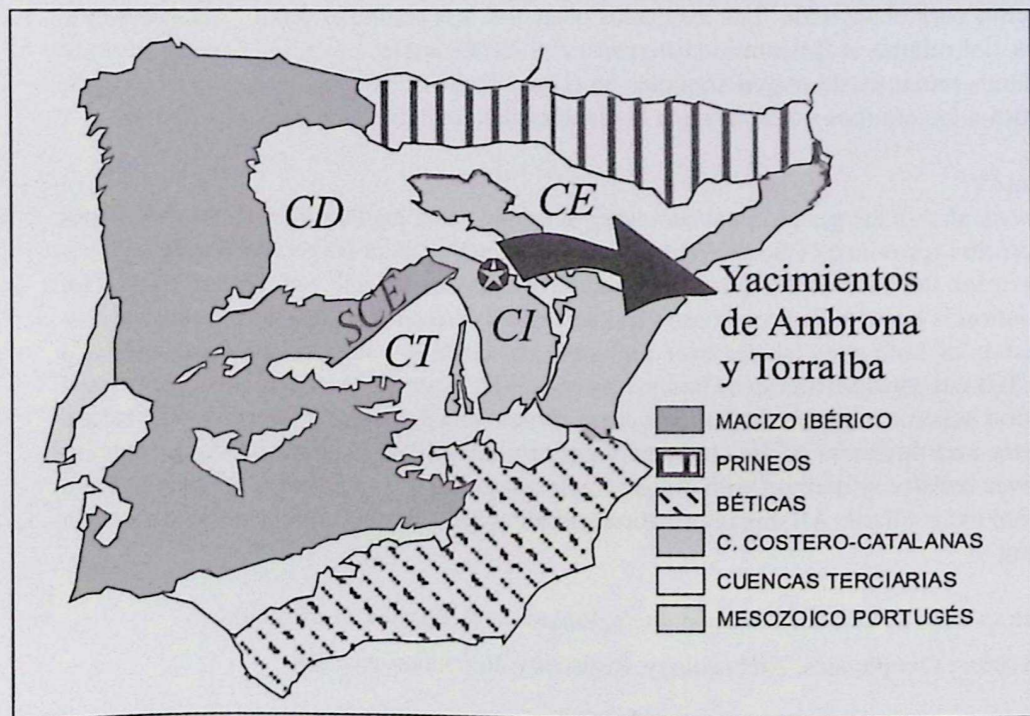 CD
CE
SCE
CI
CT
Yacimientos
de Ambrona
y Torralba
MACIZO IBÉRICO
PRINEOS
BÉTICAS
C. COSTERO-CATALANAS
CUENCAS TERCIARIAS
MESOZOICO PORTUGÉS